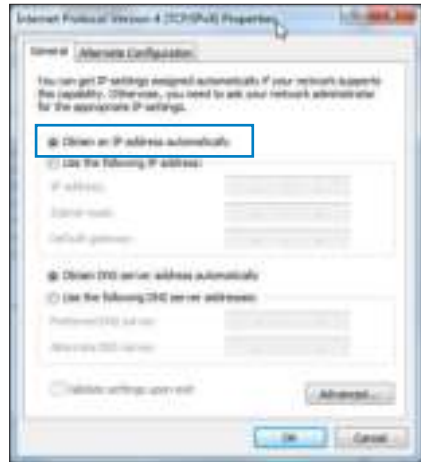 Internet Protocol Version 4 (TCP/IPv4) Properties
General
Alternate Configuration
You can get IP settings assigned automatically if your network supports
this capability. Otherwise, you need to ask your network administrator
for the appropriate IP settings.
Obtain an IP address automatically
Use the following IP address:
IP address:
Subnet mask:
Default gateway:
Obtain DNS server address automatically
Use the following DNS server addresses:
Preferred DNS server:
Alternate DNS server:
Validate settings upon exit
Advanced...
OK
Cancel